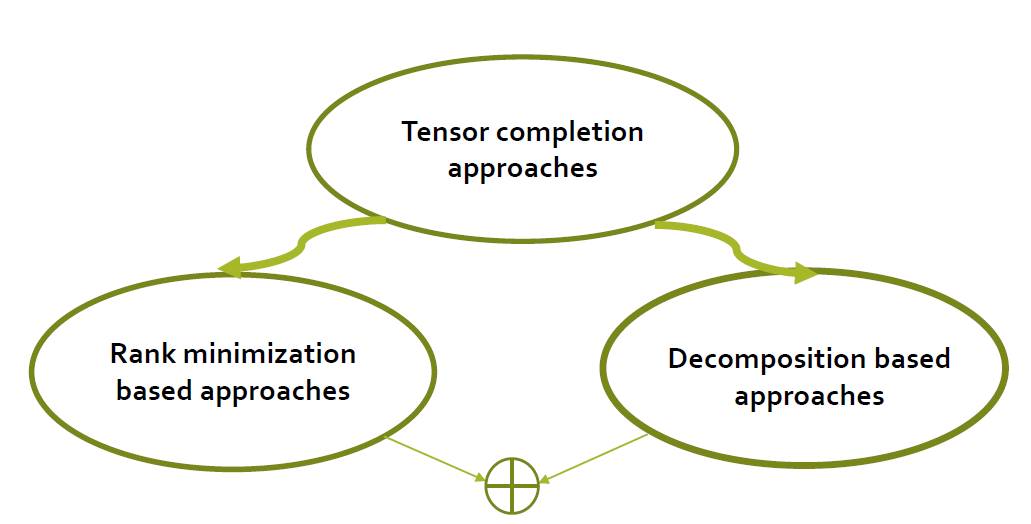 Tensor completion
approaches
Rank minimization
based approaches
Decomposition based
approaches